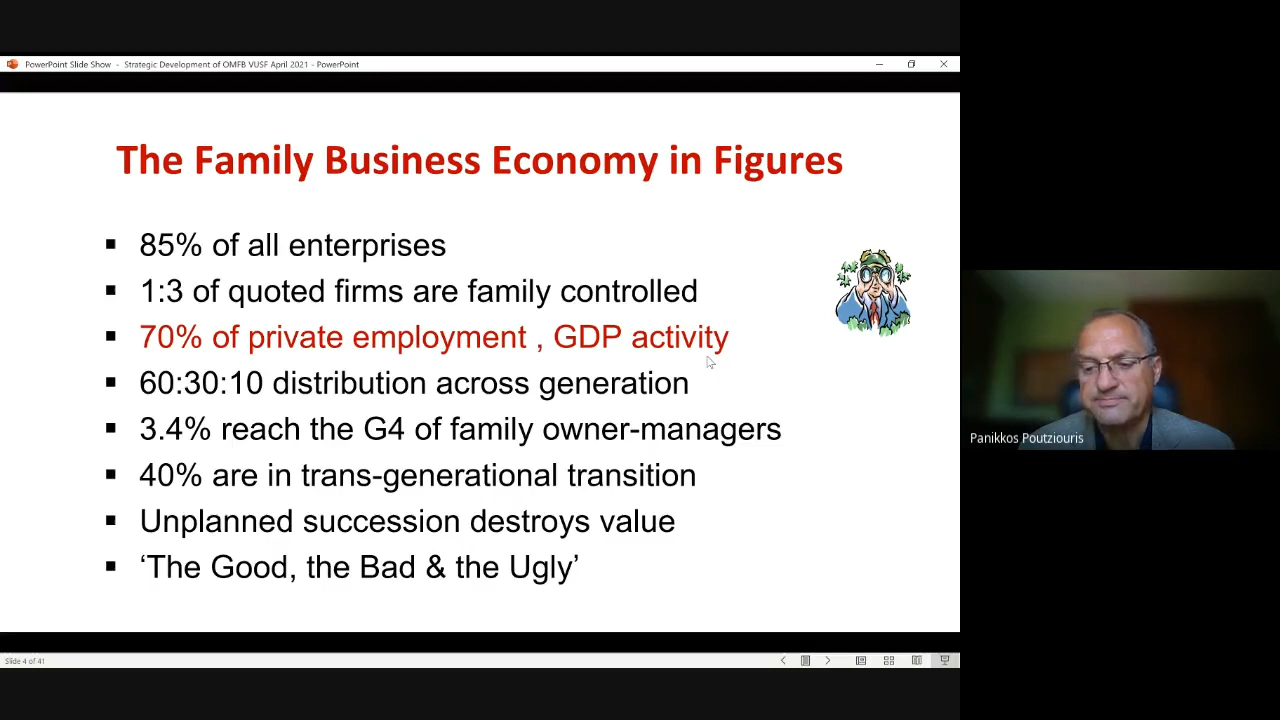 PowerPoint Slide Show - Strategic Development of OMFB VUSF April 2021 - PowerPoint
The Family Business Economy in Figures
▪ 85% of all enterprises
▪ 1:3 of quoted firms are family controlled
▪ 70% of private employment , GDP activity
▪ 60:30:10 distribution across generation
▪ 3.4% reach the G4 of family owner-managers
▪ 40% are in trans-generational transition
▪ Unplanned succession destroys value
▪ ‘The Good, the Bad & the Ugly’
Panikkos Poutziouris
Slide 4 of 41